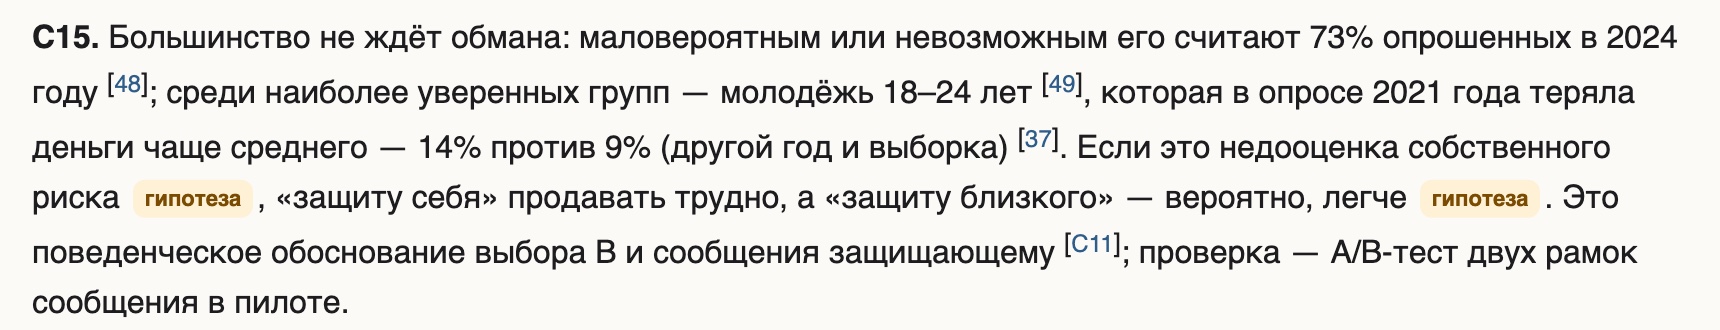 C15. Большинство не ждёт обмана: маловероятным или невозможным его считают 73% опрошенных в 2024
году [48]; среди наиболее уверенных групп — молодёжь 18–24 лет [49], которая в опросе 2021 года теряла
деньги чаще среднего — 14% против 9% (другой год и выборка) [37]. Если это недооценка собственного
риска гипотеза, «защиту себя» продавать трудно, а «защиту близкого» — вероятно, легче гипотеза. Это
поведенческое обоснование выбора B и сообщения защищающему [C11]; проверка — A/B-тест двух рамок
сообщения в пилоте.